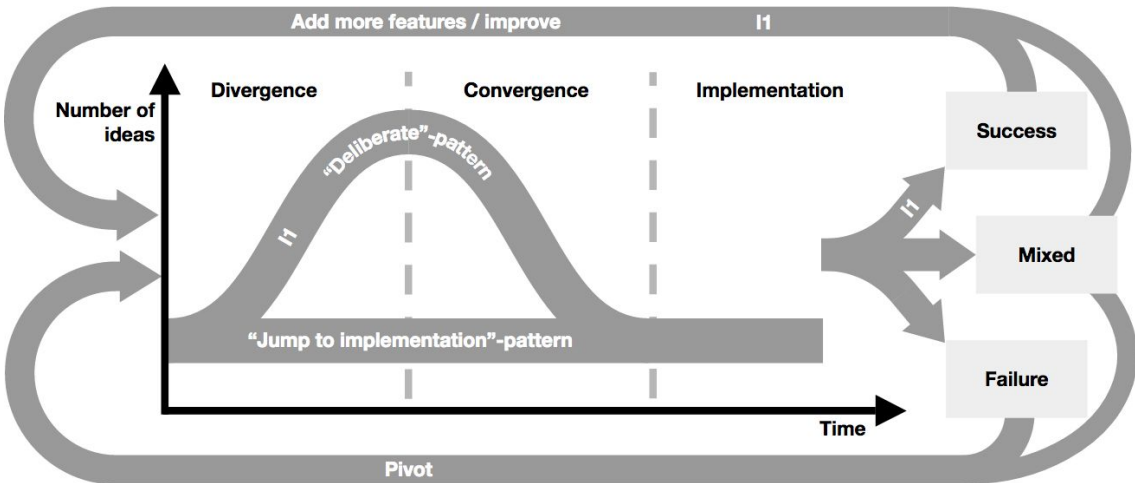 Add more features / improve I1
Divergence Convergence Implementation
Number of
ideas
"Deliberate"-pattern
I1
"Jump to implementation"-pattern
Time
I1
Success
Mixed
Failure
Pivot